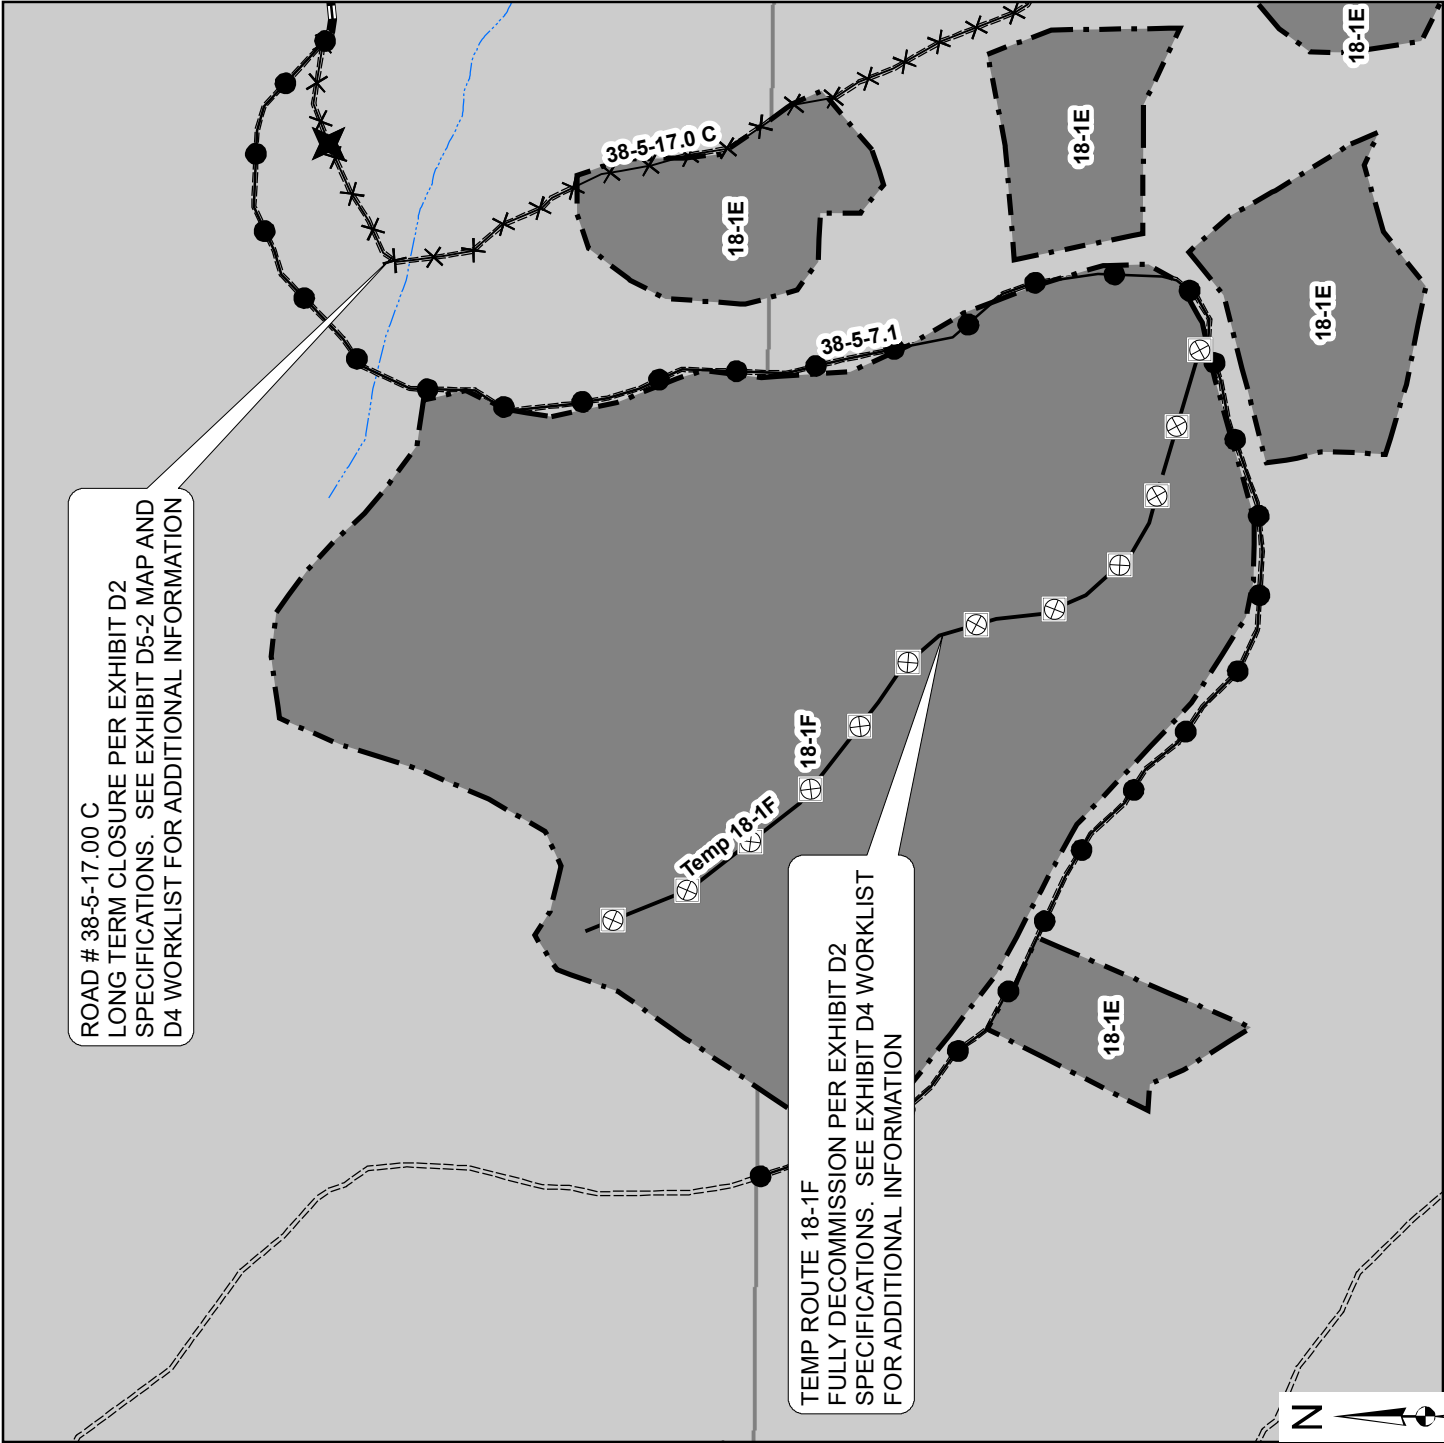 ROAD # 38-5-17.00 C
LONG TERM CLOSURE PER EXHIBIT D2
SPECIFICATIONS.  SEE EXHIBIT D5-2 MAP AND
D4 WORKLIST FOR ADDITIONAL INFORMATION
TEMP ROUTE 18-1F
FULLY DECOMMISSION PER EXHIBIT D2
SPECIFICATIONS.  SEE EXHIBIT D4 WORKLIST
FOR ADDITIONAL INFORMATION
38-5-17.0 C
18-1E
38-5-7.1
18-1E
18-1E
18-1E
18-1F
Temp 18-1F
18-1E
N